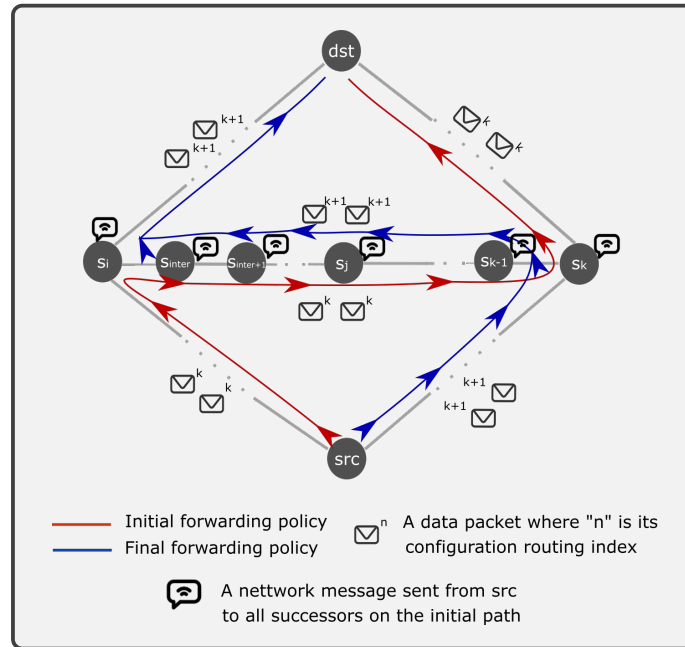 dst
k+1
k+1
k
k
k+1 k+1
Si
Sinter
Sinter+1
Sj
Sk-1
Sk
k k
k
k
k+1
k+1
src
Initial forwarding policy
Final forwarding policy
n
A data packet where "n" is its
configuration routing index
A nettwork message sent from src
to all successors on the initial path